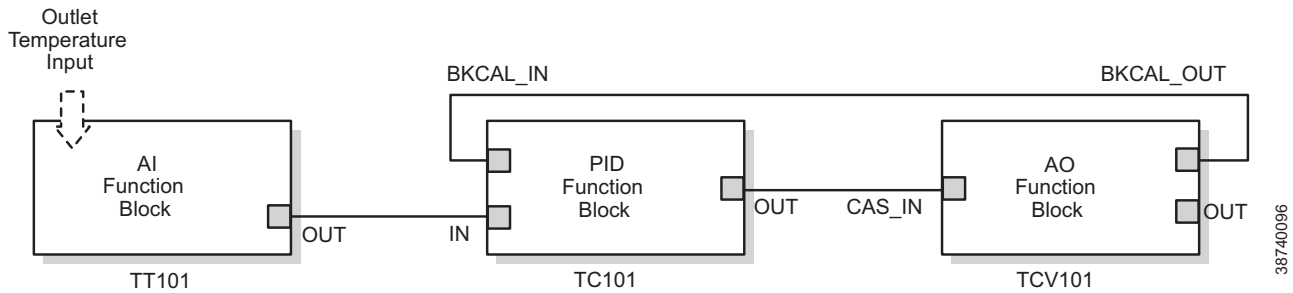 Outlet
Temperature
Input
BKCAL_IN
BKCAL_OUT
AI
Function
Block
OUT
IN
PID
Function
Block
OUT
CAS_IN
AO
Function
Block
OUT
TT101
TC101
TCV101
38740096